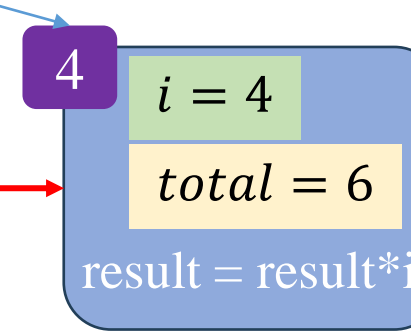 4
i = 4
total = 6
result = result*i